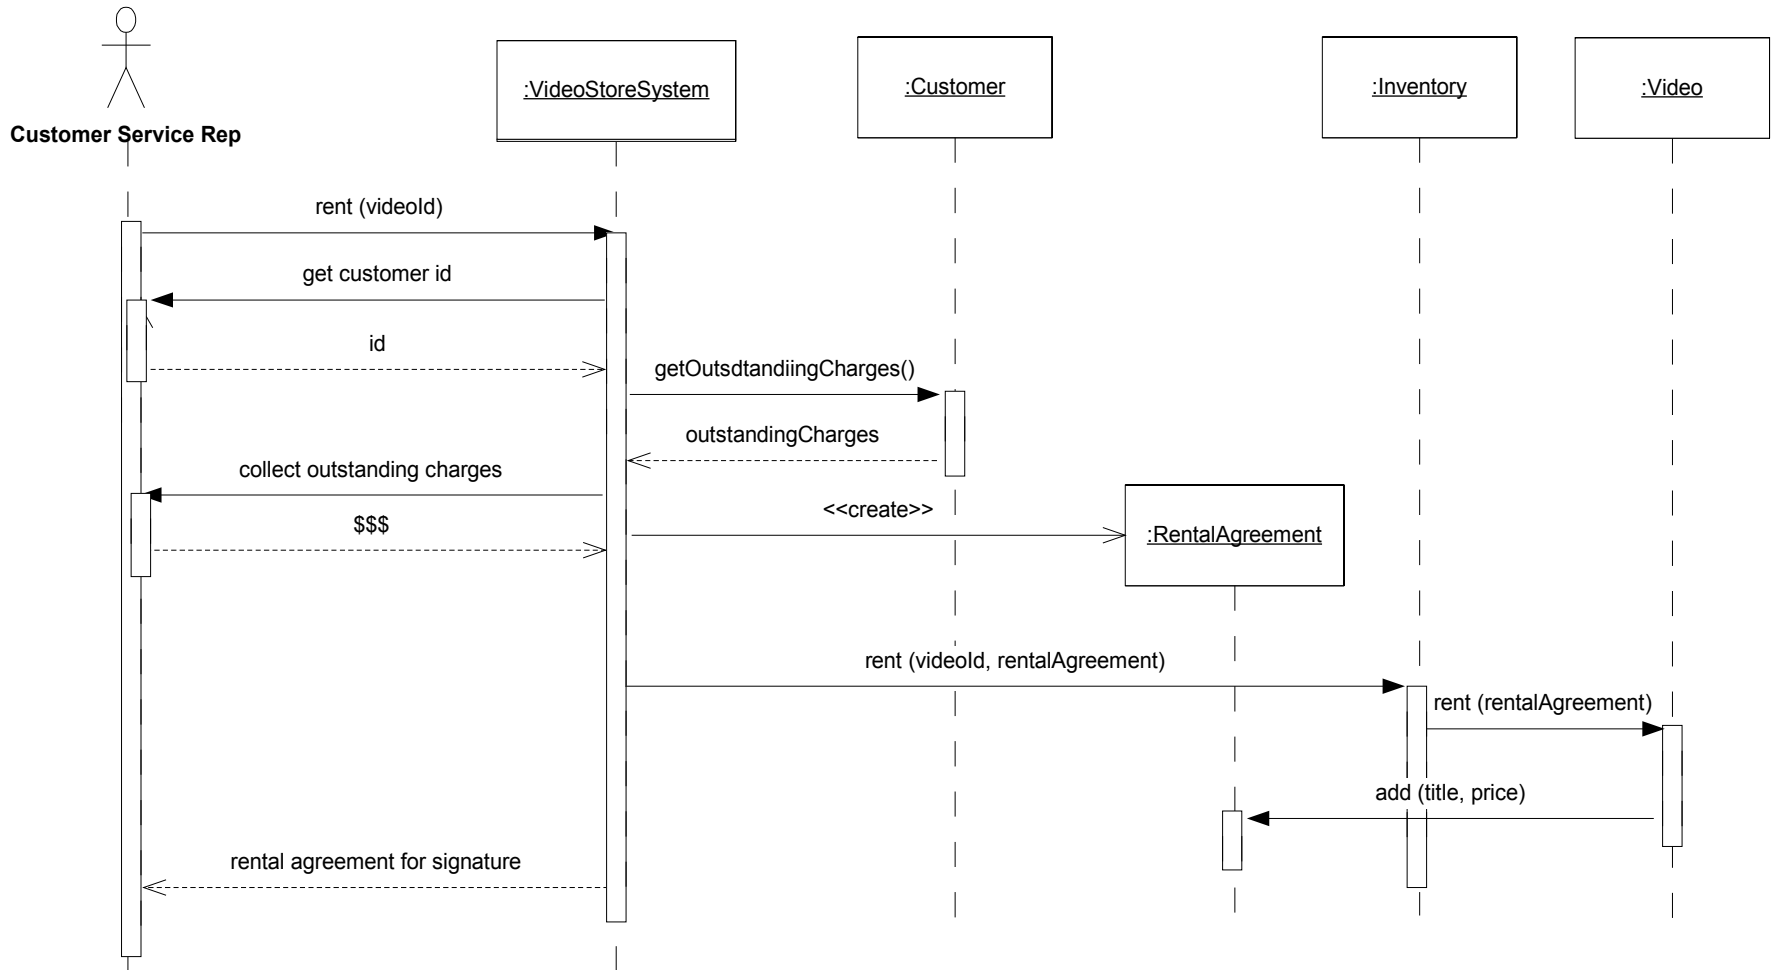 Customer Service Rep
:VideoStoreSystem
:Customer
:Inventory
:Video
rent (videoId)
get customer id
id
getOutsdtandiingCharges()
outstandingCharges
collect outstanding charges
<<create>>
$$$
:RentalAgreement
rent (videoId, rentalAgreement)
rent (rentalAgreement)
add (title, price)
rental agreement for signature